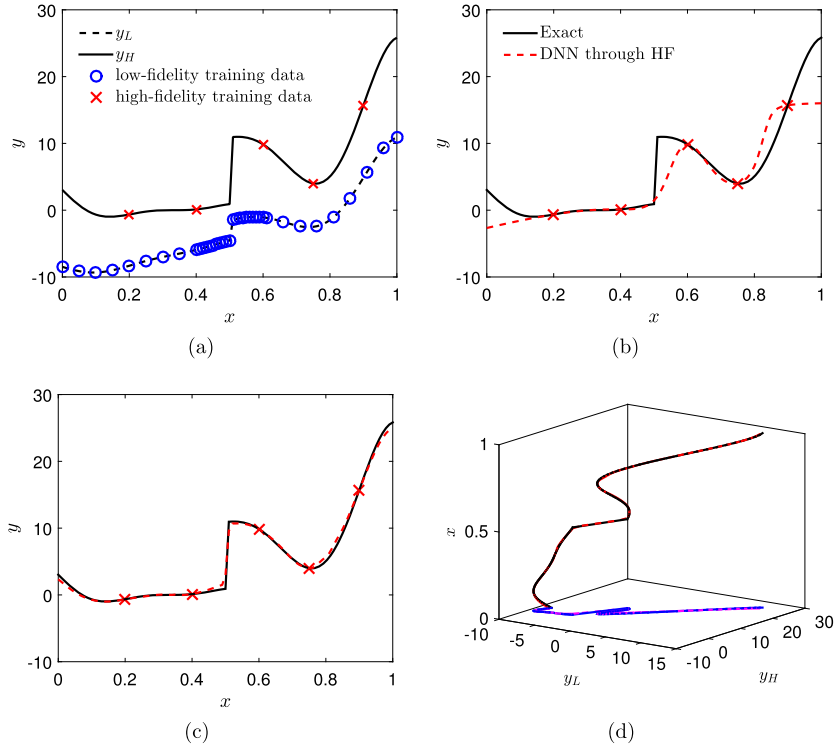 30
20
10
0
-10
y
y_L
y_H
low-fidelity training data
high-fidelity training data
0 0.2 0.4 0.6 0.8 1
x
(a)
30
20
10
0
-10
y
Exact
DNN through HF
0 0.2 0.4 0.6 0.8 1
x
(b)
30
20
10
0
-10
y
0 0.2 0.4 0.6 0.8 1
x
(c)
1
0.5
0
x
-10 -5 0 5 10 15
y_L
-10 0 10 20 30
y_H
(d)